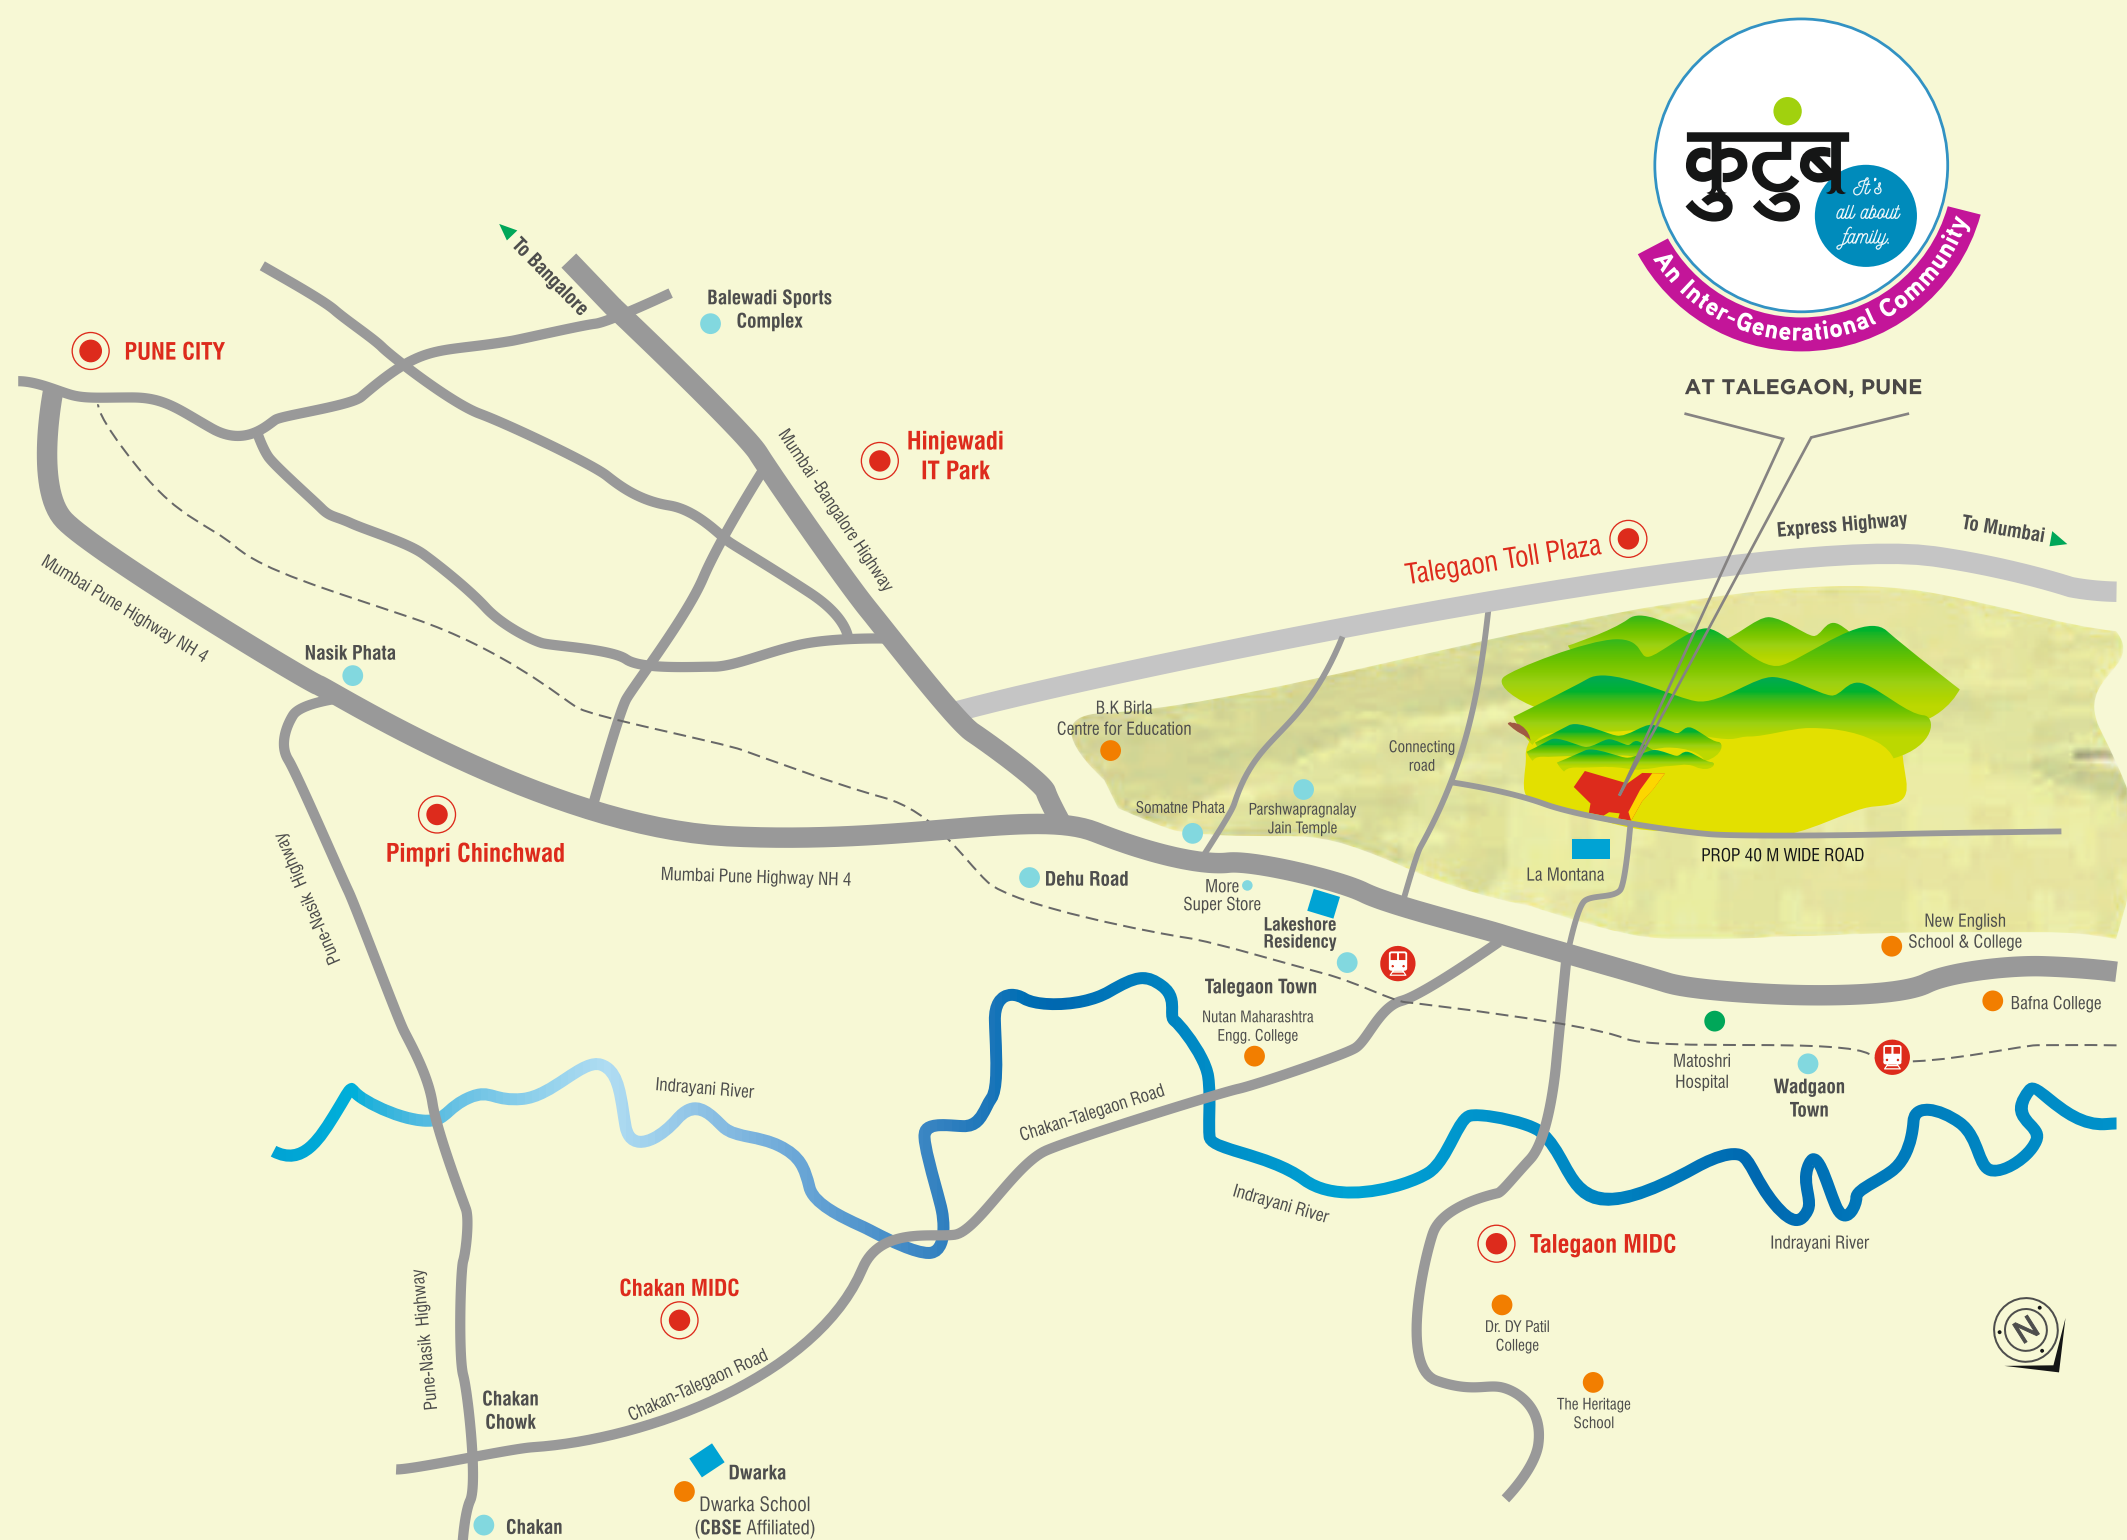 कुटुंब
It's
all about
family.
An Inter-Generational Community
AT TALEGAON, PUNE
To Bangalore
Balewadi Sports
Complex
PUNE CITY
Hinjewadi
IT Park
Mumbai -Bangalore Highway
Talegaon Toll Plaza
Express Highway
To Mumbai
Mumbai Pune Highway NH 4
Nasik Phata
B.K Birla
Centre for Education
Connecting
road
Somatne Phata
Parshwapragnalay
Jain Temple
Pimpri Chinchwad
Mumbai Pune Highway NH 4
Pune-Nasik Highway
Dehu Road
More
Super Store
La Montana
PROP 40 M WIDE ROAD
Lakeshore
Residency
New English
School & College
Talegaon Town
Bafna College
Nutan Maharashtra
Engg. College
Matoshri
Hospital
Wadgaon
Town
Indrayani River
Chakan-Talegaon Road
Indrayani River
Indrayani River
Talegaon MIDC
Chakan MIDC
Pune-Nasik Highway
Dr. DY Patil
College
N
Chakan
Chowk
Chakan-Talegaon Road
The Heritage
School
Dwarka
Dwarka School
(CBSE Affiliated)
Chakan